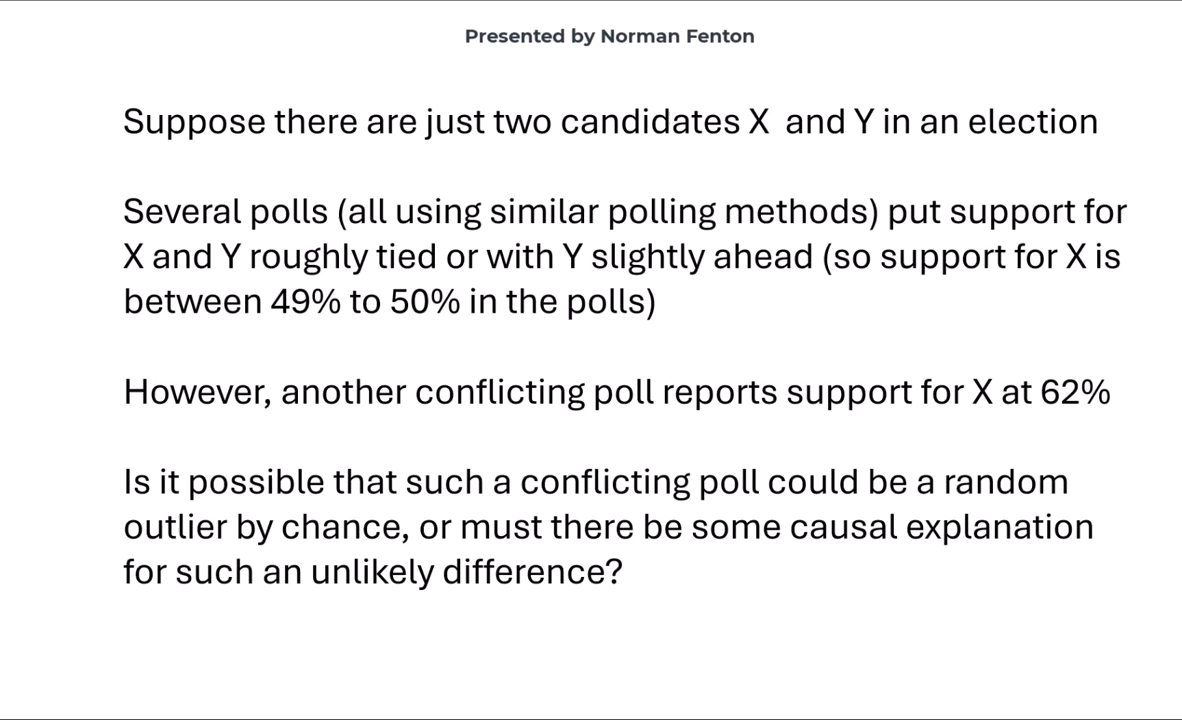 Presented by Norman Fenton
Suppose there are just two candidates X and Y in an election
Several polls (all using similar polling methods) put support for
X and Y roughly tied or with Y slightly ahead (so support for X is
between 49% to 50% in the polls)
However, another conflicting poll reports support for X at 62%
Is it possible that such a conflicting poll could be a random
outlier by chance, or must there be some causal explanation
for such an unlikely difference?